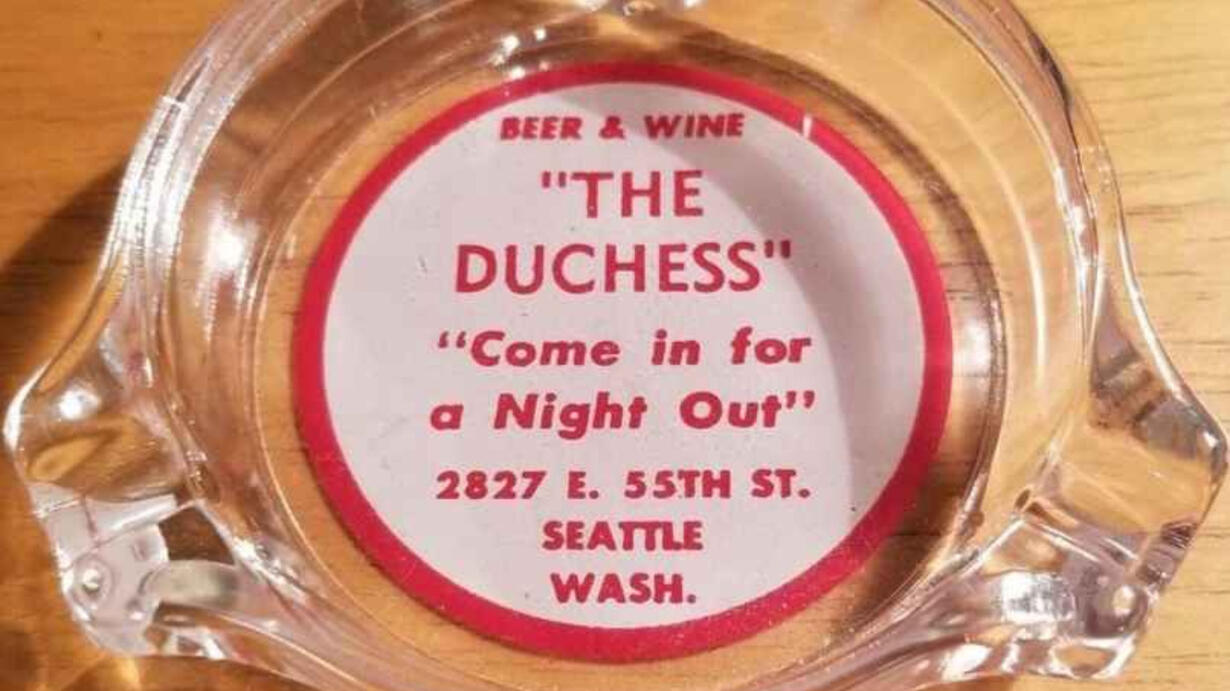 BEER & WINE
"THE
DUCHESS"
“Come in for
a Night Out”
2827 E. 55TH ST.
SEATTLE
WASH.